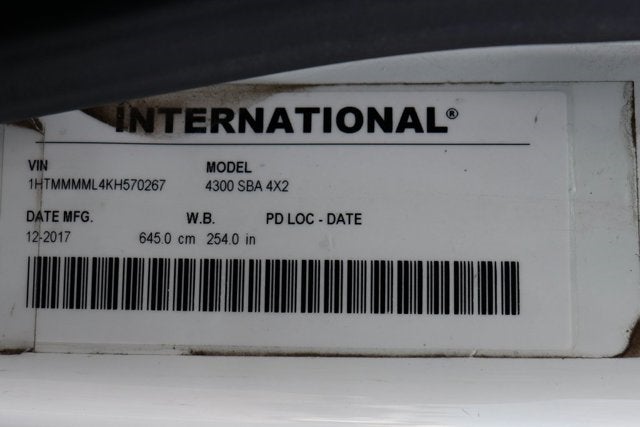 INTERNATIONAL®
VIN MODEL
1HTMMMML4KH570267 4300 SBA 4X2
DATE MFG. W.B. PD LOC - DATE
12-2017 645.0 cm 254.0 in